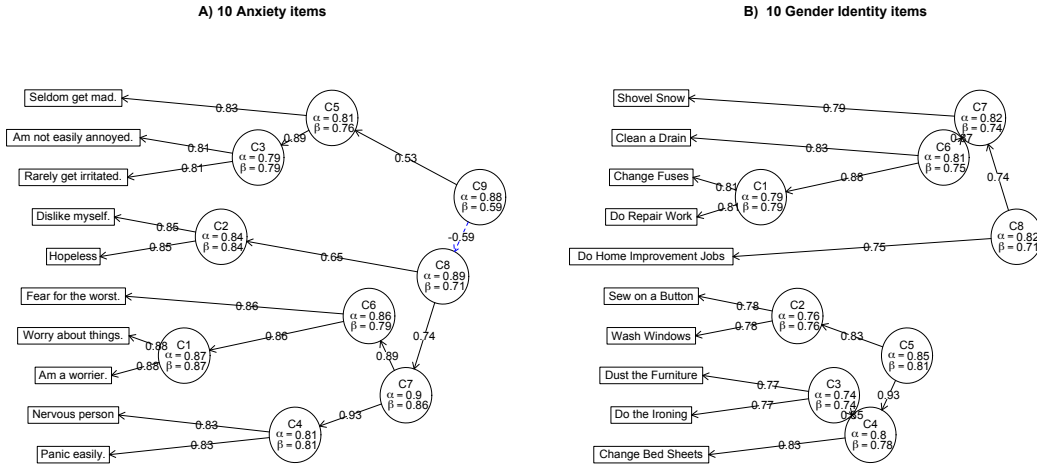 A) 10 Anxiety items
Seldom get mad.
Am not easily annoyed.
Rarely get irritated.
Dislike myself.
Hopeless
Fear for the worst.
Worry about things.
Am a worrier.
Nervous person
Panic easily.
0.83
0.81
0.81
0.85
0.85
0.86
0.88
0.88
0.83
0.83
C3
α = 0.79
β = 0.79
C2
α = 0.84
β = 0.84
C1
α = 0.87
β = 0.87
C4
α = 0.81
β = 0.81
0.89
0.65
0.86
0.93
C5
α = 0.81
β = 0.76
C6
α = 0.86
β = 0.79
0.89
C7
α = 0.9
β = 0.86
0.53
0.74
C8
α = 0.89
β = 0.71
-0.59
C9
α = 0.88
β = 0.59
B) 10 Gender Identity items
Shovel Snow
Clean a Drain
Change Fuses
Do Repair Work
Do Home Improvement Jobs
Sew on a Button
Wash Windows
Dust the Furniture
Do the Ironing
Change Bed Sheets
0.79
0.83
0.81
0.81
0.75
0.78
0.78
0.77
0.77
0.83
C1
α = 0.79
β = 0.79
C2
α = 0.76
β = 0.76
C3
α = 0.74
β = 0.74
0.88
0.83
0.85
C6
α = 0.81
β = 0.75
C4
α = 0.8
β = 0.78
0.87
0.93
C7
α = 0.82
β = 0.74
C5
α = 0.85
β = 0.81
0.74
C8
α = 0.82
β = 0.71